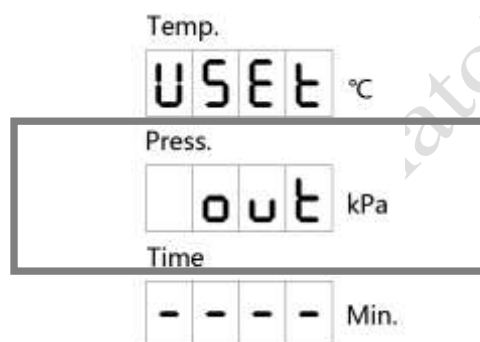 Temp.
USEt °C
Press.
out kPa
Time
---- Min.